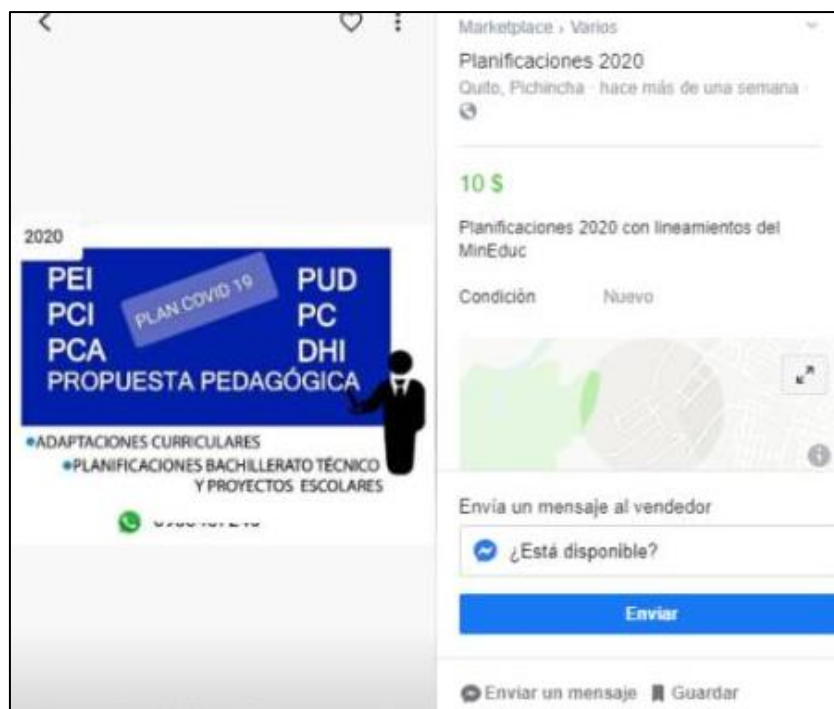 2020
PEI
PCI
PCA
PLAN COVID 19
PUD
PC
DHI
PROPUESTA PEDAGÓGICA
•ADAPTACIONES CURRICULARES
•PLANIFICACIONES BACHILLERATO TÉCNICO
Y PROYECTOS ESCOLARES
Marketplace › Varios
Planificaciones 2020
Quito, Pichincha · hace más de una semana ·
10 $
Planificaciones 2020 con lineamientos del
MinEduc
Condición Nuevo
Envía un mensaje al vendedor
¿Está disponible?
Enviar
Enviar un mensaje Guardar